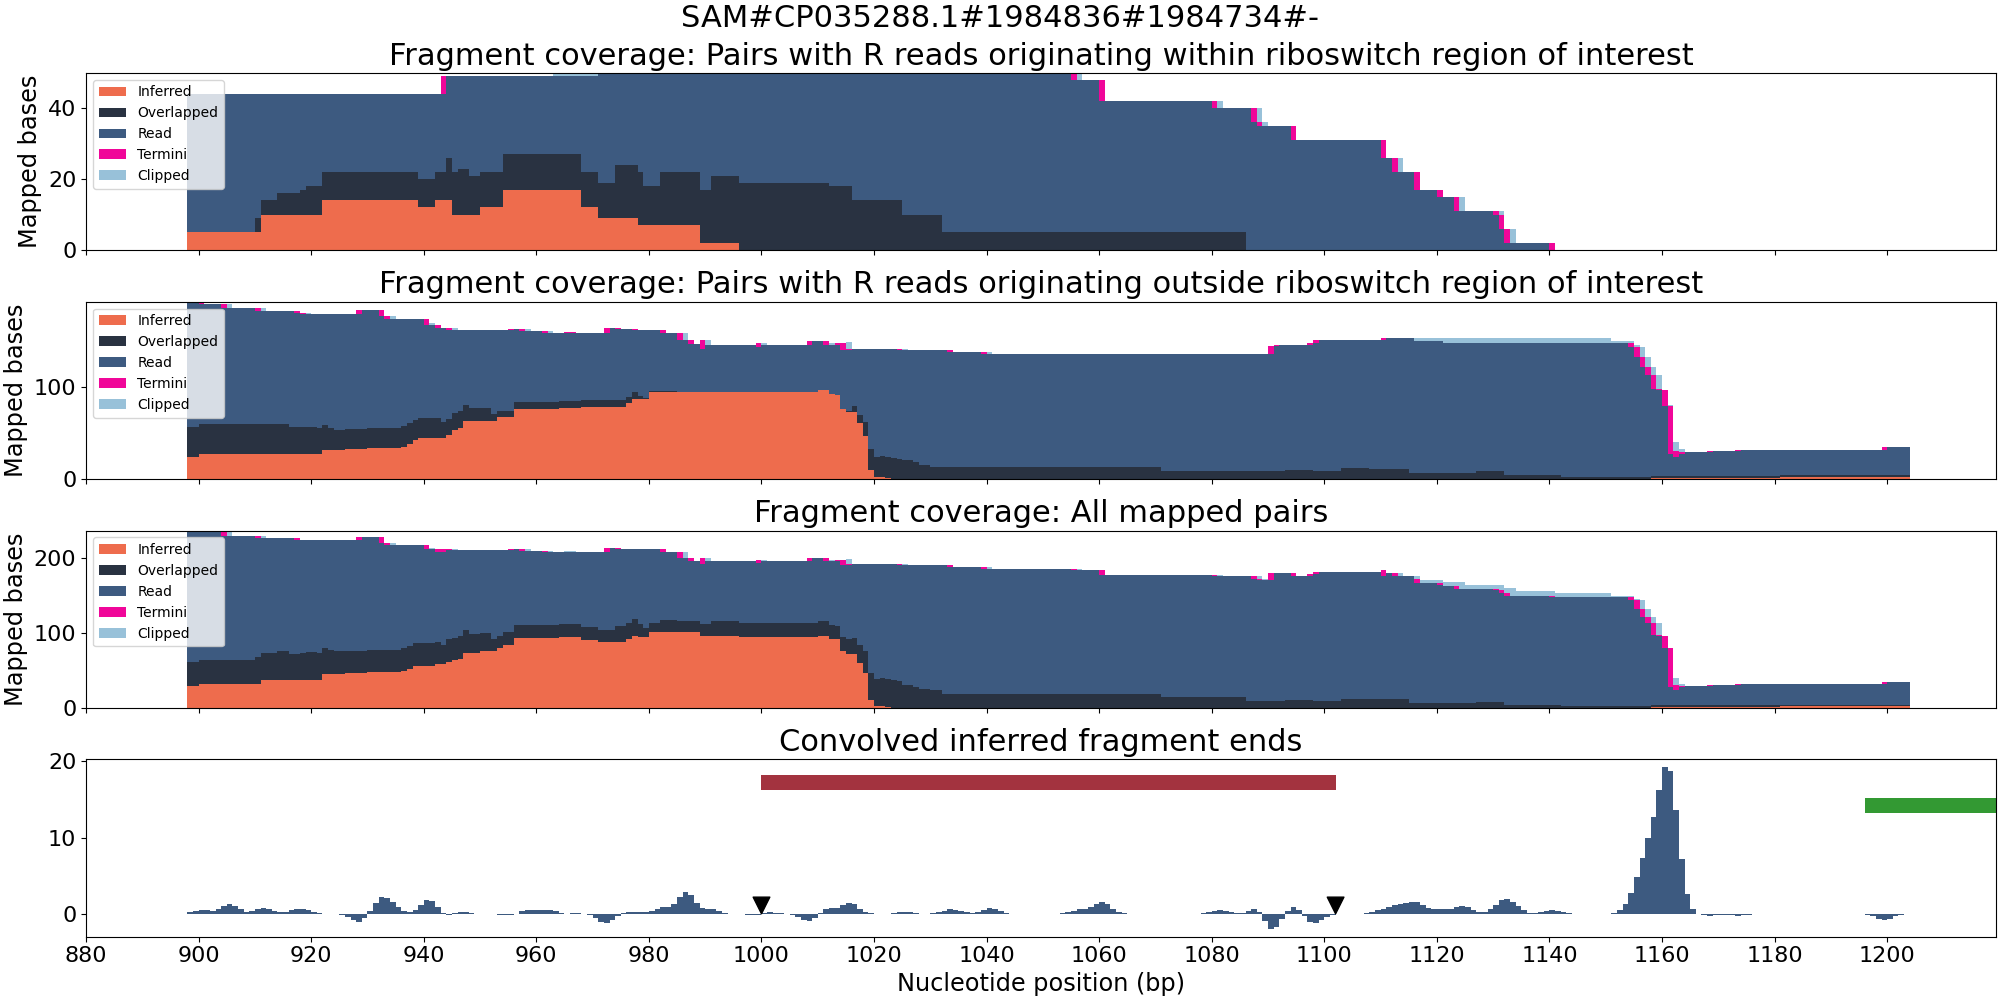 SAM#CP035288.1#1984836#1984734#-
Fragment coverage: Pairs with R reads originating within riboswitch region of interest
Mapped bases
40
20
0
Inferred
Overlapped
Read
Termini
Clipped
Fragment coverage: Pairs with R reads originating outside riboswitch region of interest
Mapped bases
100
0
Inferred
Overlapped
Read
Termini
Clipped
Fragment coverage: All mapped pairs
Mapped bases
200
100
0
Inferred
Overlapped
Read
Termini
Clipped
Convolved inferred fragment ends
20
10
0
880 900 920 940 960 980 1000 1020 1040 1060 1080 1100 1120 1140 1160 1180 1200
Nucleotide position (bp)